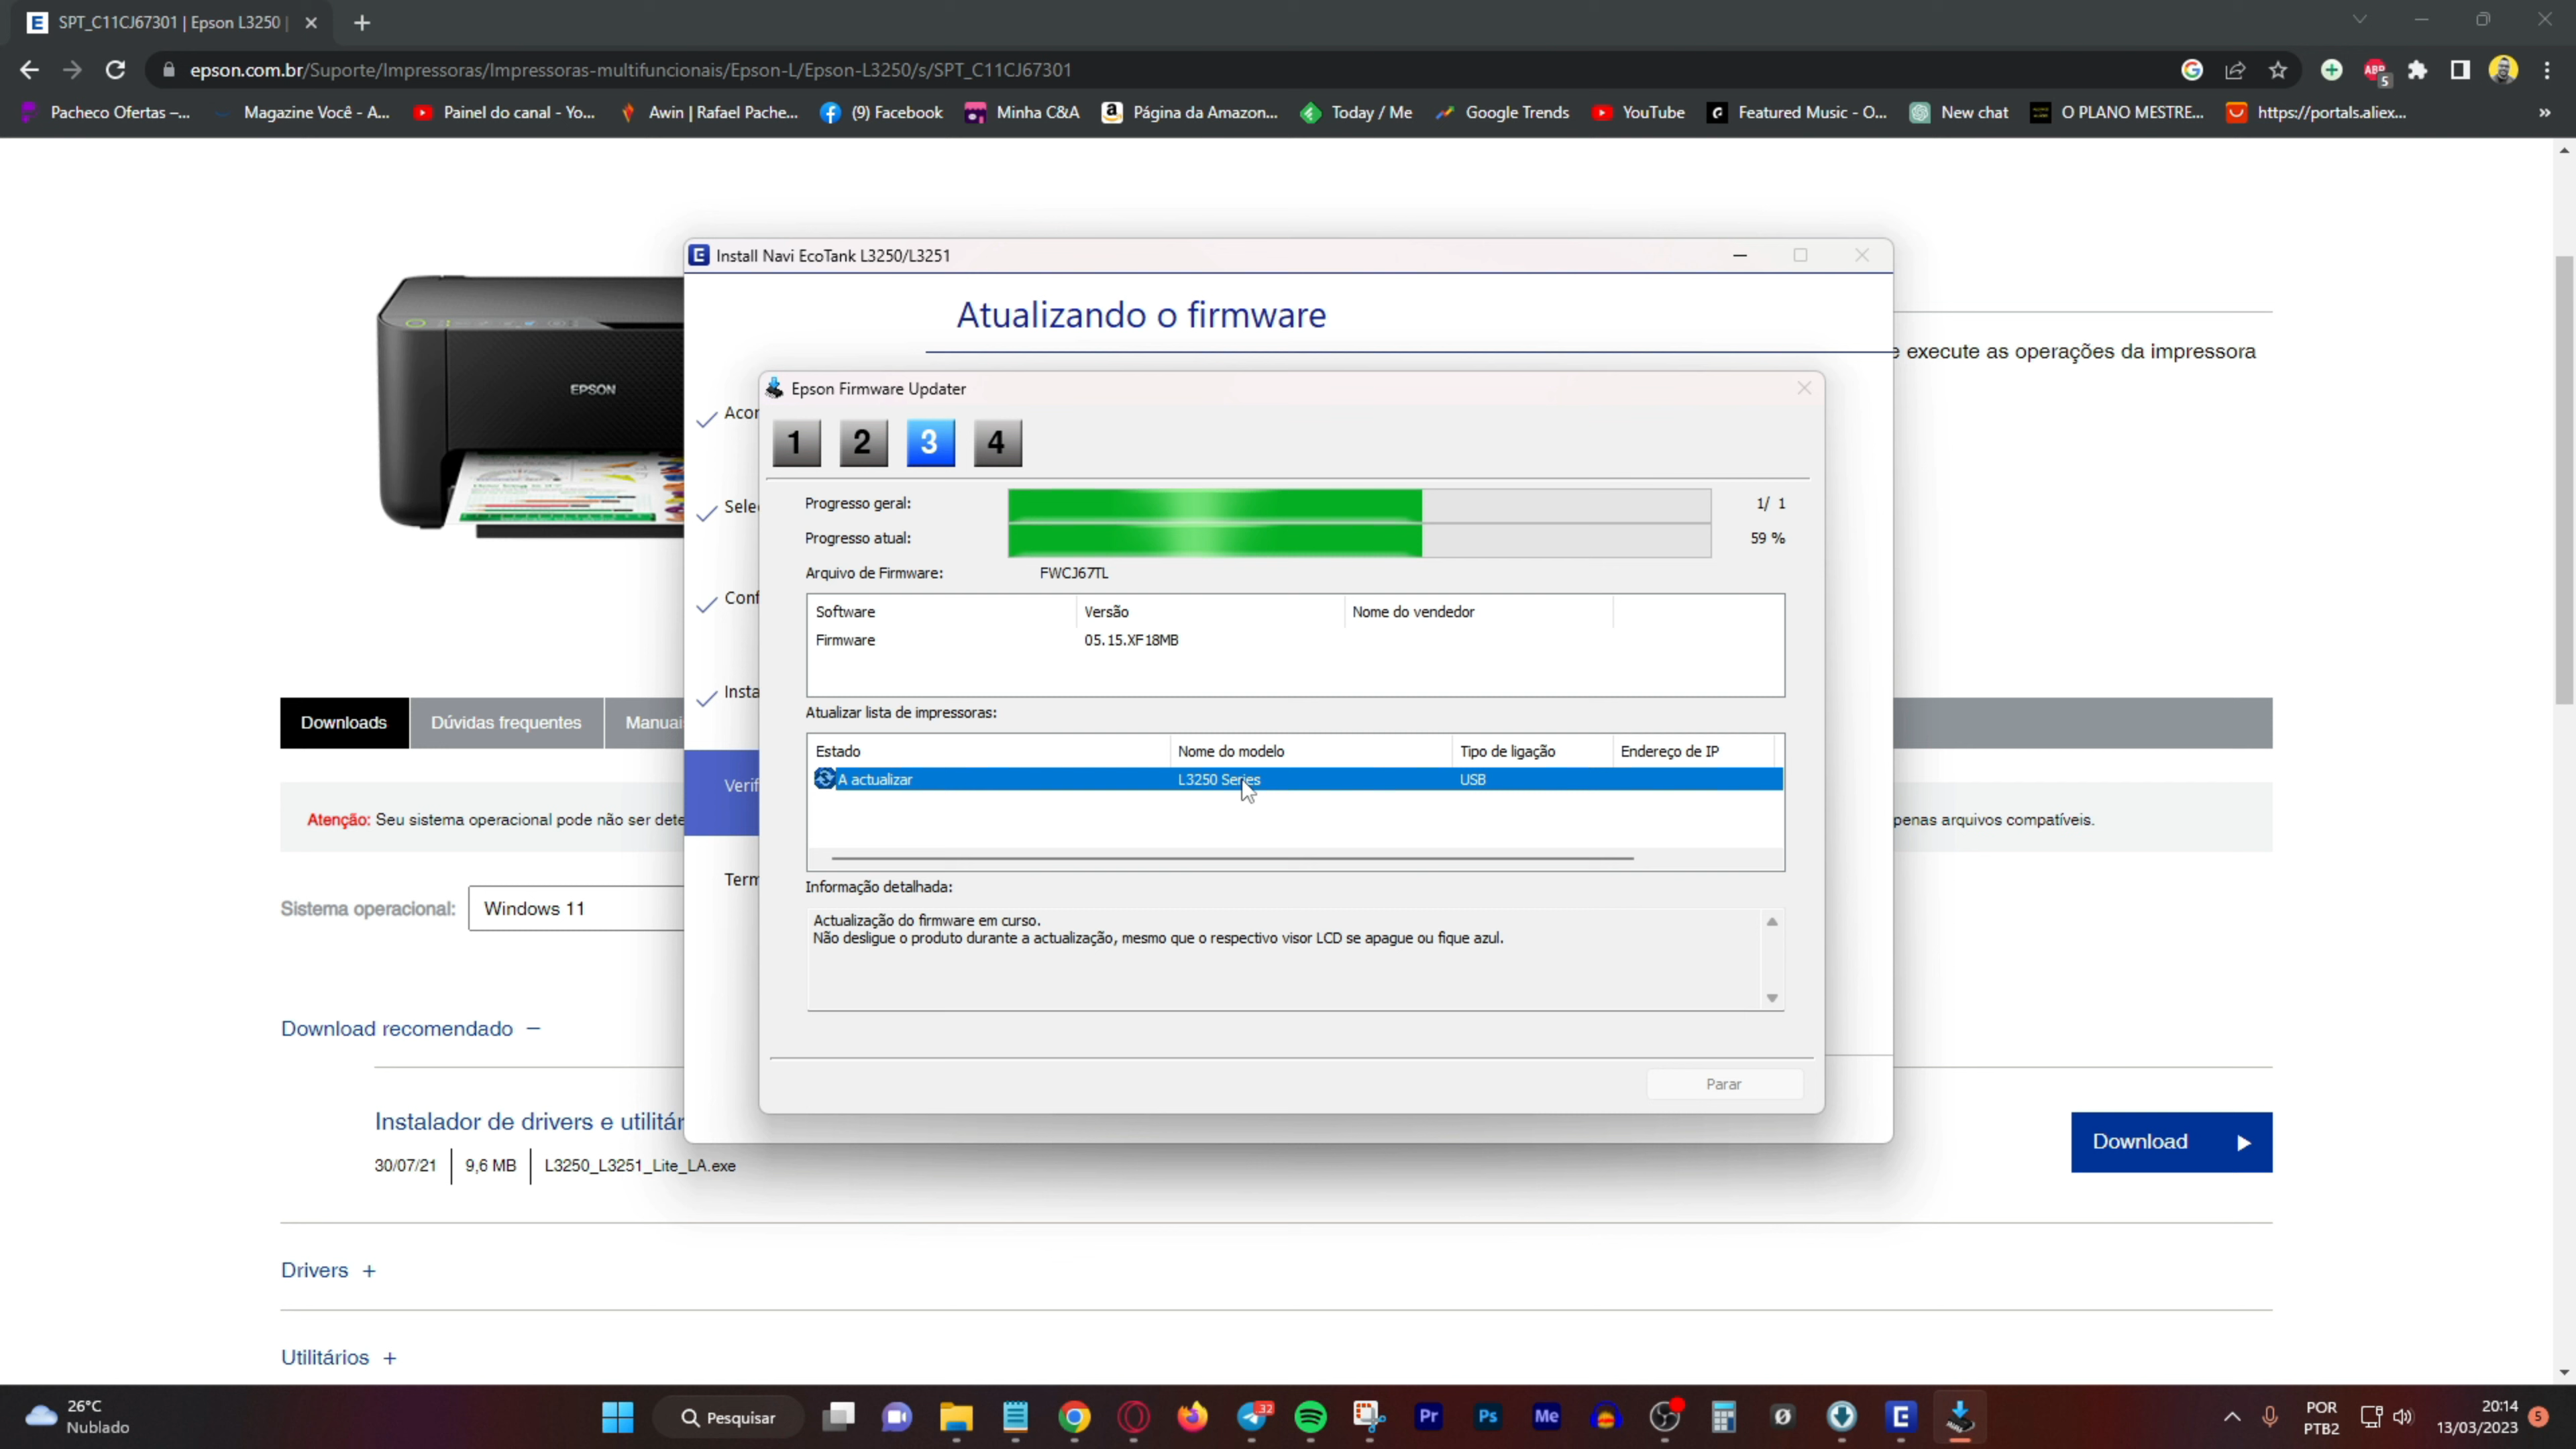 SPT_C11CJ67301 | Epson L3250 |
epson.com.br/Suporte/Impressoras/Impressoras-multifuncionais/Epson-L/Epson-L3250/s/SPT_C11CJ67301
ABP 5
Pacheco Ofertas –...
Magazine Você - A...
Painel do canal - Yo...
Awin | Rafael Pache...
(9) Facebook
Minha C&A
Página da Amazon...
Today / Me
Google Trends
YouTube
Featured Music - O...
New chat
O PLANO MESTRE...
https://portals.aliex...
»
Install Navi EcoTank L3250/L3251
Atualizando o firmware
e execute as operações da impressora
EPSON
Epson Firmware Updater
1 2 3 4
Acor
Sele
Conf
Insta
Verif
Term
Progresso geral: 1/ 1
Progresso atual: 59 %
Arquivo de Firmware: FWCJ67TL
Software Versão Nome do vendedor
Firmware 05.15.XF18MB
Atualizar lista de impressoras:
Estado Nome do modelo Tipo de ligação Endereço de IP
A actualizar L3250 Series USB
Informação detalhada:
Actualização do firmware em curso.
Não desligue o produto durante a actualização, mesmo que o respectivo visor LCD se apague ou fique azul.
Parar
Downloads Dúvidas frequentes Manuai
Atenção: Seu sistema operacional pode não ser dete
penas arquivos compatíveis.
Sistema operacional: Windows 11
Download recomendado –
Instalador de drivers e utilitár
30/07/21 | 9,6 MB | L3250_L3251_Lite_LA.exe
Download
Drivers +
Utilitários +
26°C
Nublado
Pesquisar
32
Pr
Ps
Me
E
POR
PTB2
20:14
13/03/2023
5